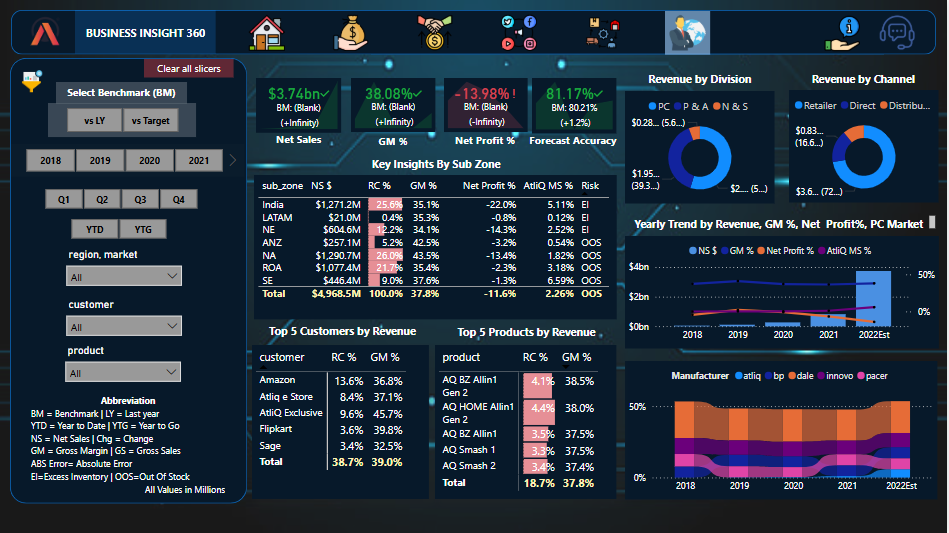 BUSINESS INSIGHT 360
Clear all slicers
Select Benchmark (BM)
vs LY
vs Target
2018
2019
2020
2021
Q1
Q2
Q3
Q4
YTD
YTG
region, market
All
customer
All
product
All
Abbreviation
BM = Benchmark | LY = Last year
YTD = Year to Date | YTG = Year to Go
NS = Net Sales | Chg = Change
GM = Gross Margin | GS = Gross Sales
ABS Error= Absolute Error
EI=Excess Inventory | OOS=Out Of Stock
All Values in Millions
$3.74bn
BM: (Blank)
(+Infinity)
Net Sales
38.08%
BM: (Blank)
(+Infinity)
GM %
-13.98% !
BM: (Blank)
(-Infinity)
Net Profit %
81.17%
BM: 80.21%
(+1.2%)
Forecast Accuracy
Key Insights By Sub Zone
sub_zone NS $ RC % GM % Net Profit % AtliQ MS % Risk
India $1,271.2M 25.6% 35.1% -22.0% 5.11% EI
LATAM $21.0M 0.4% 35.3% -0.8% 0.12% EI
NE $604.6M 12.2% 34.1% -14.3% 2.52% EI
ANZ $257.1M 5.2% 42.5% -3.2% 0.54% OOS
NA $1,290.7M 26.0% 43.5% -13.4% 1.82% OOS
ROA $1,077.4M 21.7% 35.4% -2.3% 3.18% OOS
SE $446.4M 9.0% 37.6% -1.3% 6.59% OOS
Total $4,968.5M 100.0% 37.8% -11.6% 2.26% OOS
Top 5 Customers by Revenue
customer RC % GM %
Amazon 13.6% 36.8%
Atliq e Store 8.4% 37.1%
AtliQ Exclusive 9.6% 45.7%
Flipkart 3.6% 39.8%
Sage 3.4% 32.5%
Total 38.7% 39.0%
Top 5 Products by Revenue
product RC % GM %
AQ BZ Allin1 Gen 2 4.1% 38.5%
AQ HOME Allin1 Gen 2 4.4% 38.0%
AQ BZ Allin1 3.5% 37.5%
AQ Smash 1 3.3% 37.5%
AQ Smash 2 3.4% 37.4%
Total 18.7% 37.8%
Revenue by Division
PC P & A N & S
$0.28... (5.6...)
$1.95... (39.3...)
$2.... (5...)
Revenue by Channel
Retailer Direct Distribu...
$0.83... (16.6...)
$3.6... (72...)
Yearly Trend by Revenue, GM %, Net Profit%, PC Market
NS $ GM % Net Profit % AtliQ MS %
$4bn
$2bn
$0bn
50%
0%
2018 2019 2020 2021 2022Est
Manufacturer atliq bp dale innovo pacer
50%
0%
2018 2019 2020 2021 2022Est